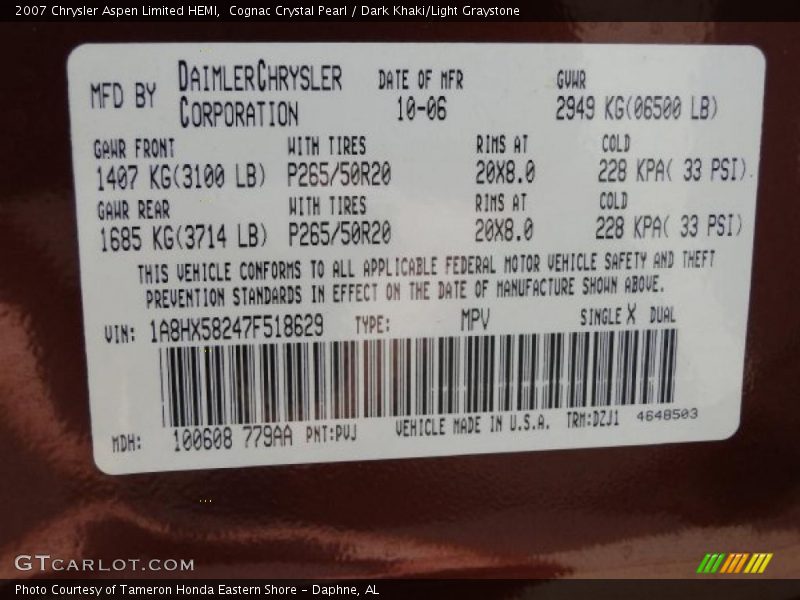 2007 Chrysler Aspen Limited HEMI,  Cognac Crystal Pearl / Dark Khaki/Light Graystone
MFD BY DAIMLERCHRYSLER CORPORATION DATE OF MFR 10-06 GVWR 2949 KG(06500 LB)
GAWR FRONT WITH TIRES RIMS AT COLD
1407 KG(3100 LB) P265/50R20 20X8.0 228 KPA( 33 PSI)
GAWR REAR WITH TIRES RIMS AT COLD
1685 KG(3714 LB) P265/50R20 20X8.0 228 KPA( 33 PSI)
THIS VEHICLE CONFORMS TO ALL APPLICABLE FEDERAL MOTOR VEHICLE SAFETY AND THEFT
PREVENTION STANDARDS IN EFFECT ON THE DATE OF MANUFACTURE SHOWN ABOVE.
VIN: 1A8HX58247F518629 TYPE: MPV SINGLE X DUAL
MDH: 100608 779AA PNT:PVJ VEHICLE MADE IN U.S.A. TRM:DZJ1 4648503
GTCARLOT.COM
Photo Courtesy of Tameron Honda Eastern Shore – Daphne, AL